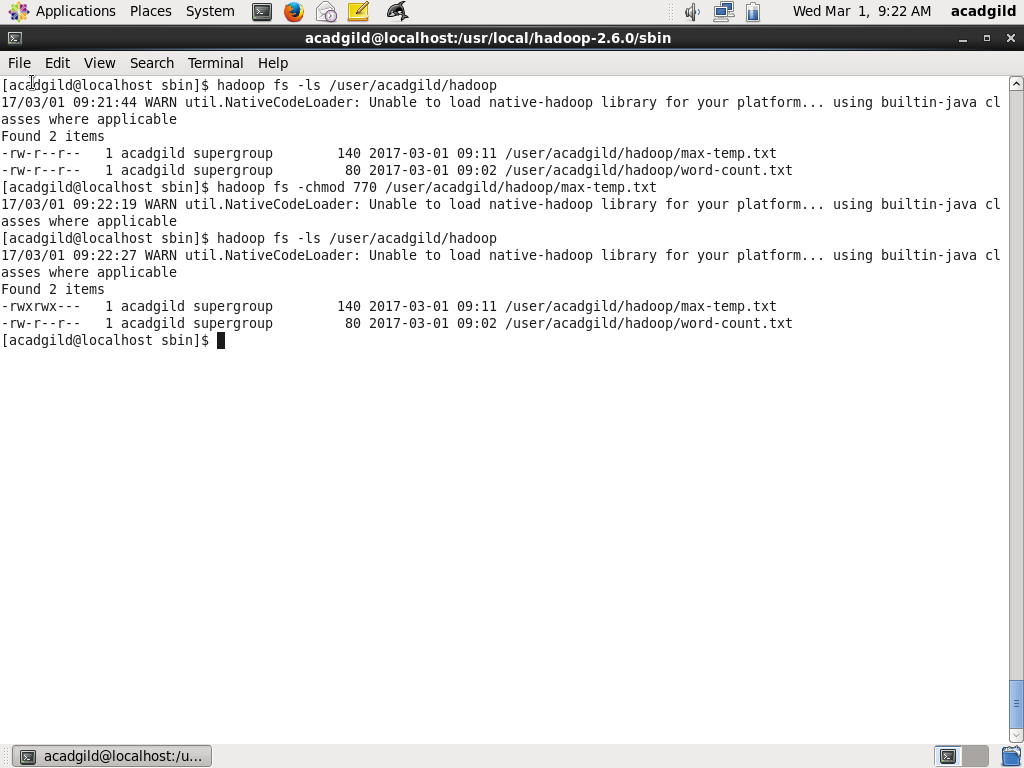 Applications Places System Wed Mar 1, 9:22 AM acadgild
acadgild@localhost:/usr/local/hadoop-2.6.0/sbin
File Edit View Search Terminal Help
[acadgild@localhost sbin]$ hadoop fs -ls /user/acadgild/hadoop
17/03/01 09:21:44 WARN util.NativeCodeLoader: Unable to load native-hadoop library for your platform... using builtin-java cl
asses where applicable
Found 2 items
-rw-r--r--   1 acadgild supergroup        140 2017-03-01 09:11 /user/acadgild/hadoop/max-temp.txt
-rw-r--r--   1 acadgild supergroup         80 2017-03-01 09:02 /user/acadgild/hadoop/word-count.txt
[acadgild@localhost sbin]$ hadoop fs -chmod 770 /user/acadgild/hadoop/max-temp.txt
17/03/01 09:22:19 WARN util.NativeCodeLoader: Unable to load native-hadoop library for your platform... using builtin-java cl
asses where applicable
[acadgild@localhost sbin]$ hadoop fs -ls /user/acadgild/hadoop
17/03/01 09:22:27 WARN util.NativeCodeLoader: Unable to load native-hadoop library for your platform... using builtin-java cl
asses where applicable
Found 2 items
-rwxrwx---   1 acadgild supergroup        140 2017-03-01 09:11 /user/acadgild/hadoop/max-temp.txt
-rw-r--r--   1 acadgild supergroup         80 2017-03-01 09:02 /user/acadgild/hadoop/word-count.txt
[acadgild@localhost sbin]$
acadgild@localhost:/u...